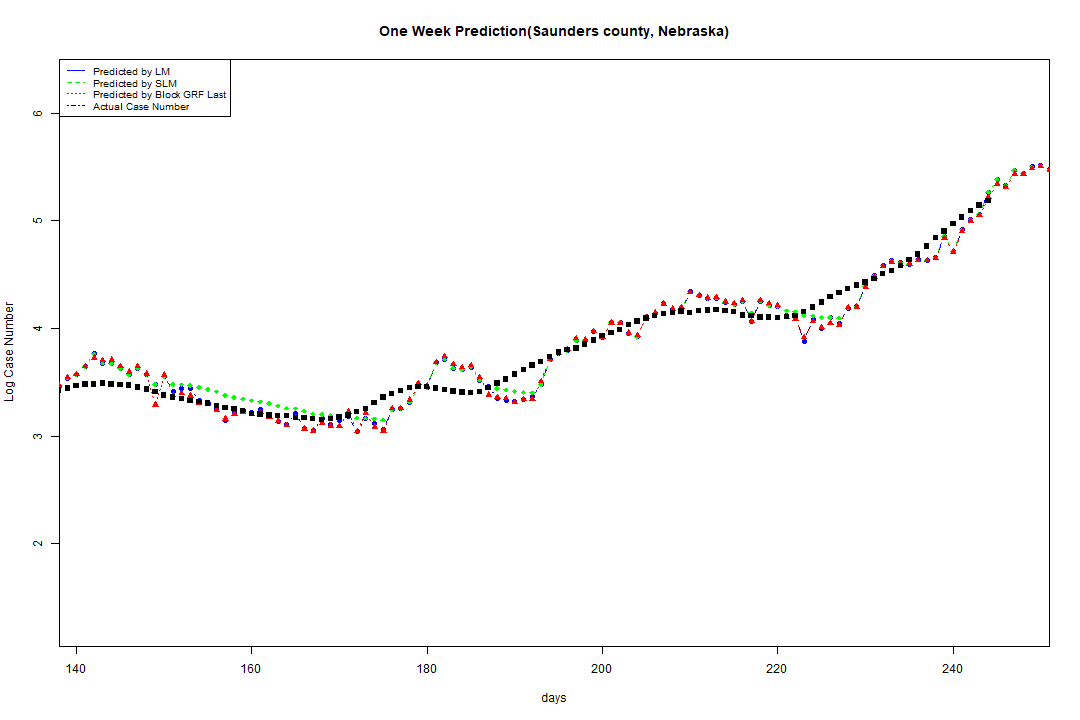 One Week Prediction(Saunders county, Nebraska)
Predicted by LM
Predicted by SLM
Predicted by Block GRF Last
Actual Case Number
6
5
4
3
2
Log Case Number
140 160 180 200 220 240
days